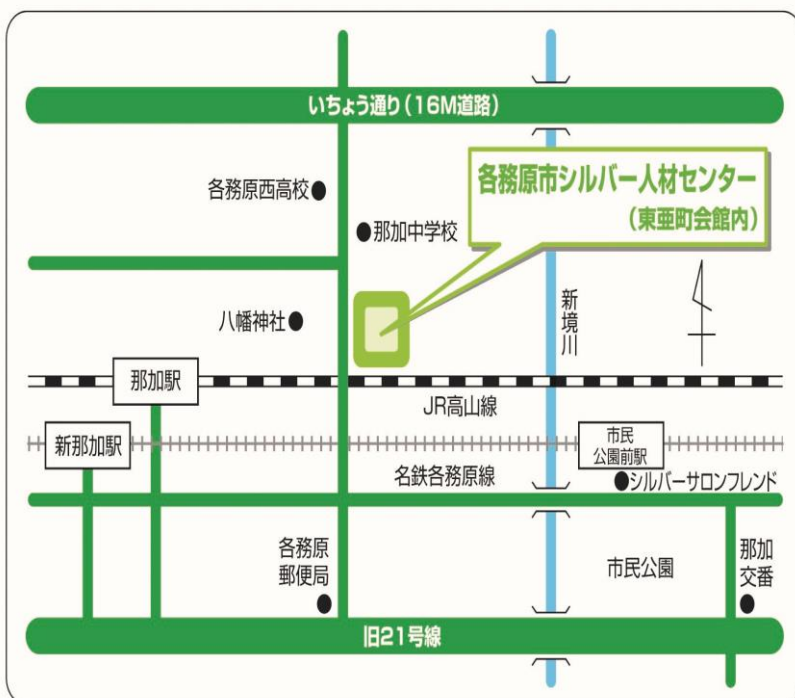 いちょう通り(16M道路)
各務原市シルバー人材センター
(東亜町会館内)
各務原西高校
那加中学校
新境川
八幡神社
那加駅
JR高山線
新那加駅
市民
公園前駅
名鉄各務原線
シルバーサロンフレンド
各務原
郵便局
市民公園
那加
交番
旧21号線